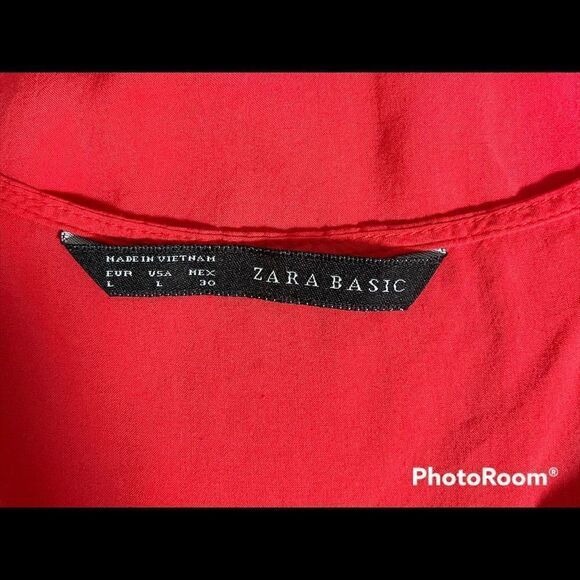 MADE IN VIETNAM
EUR USA MEX
L L 30
ZARA BASIC
PhotoRoom®